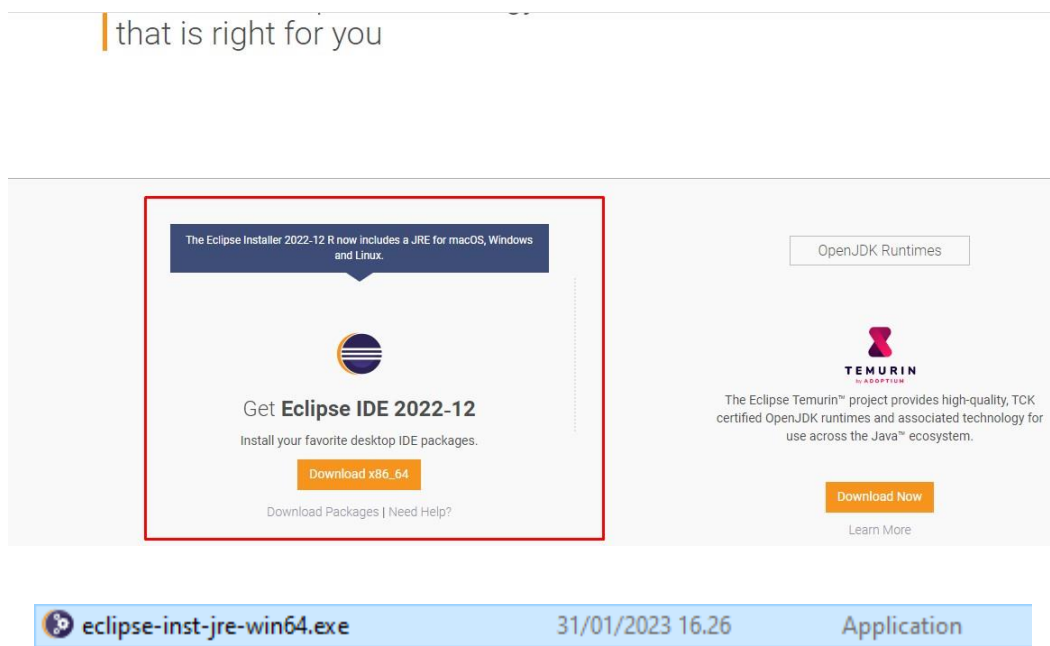 that is right for you
The Eclipse Installer 2022-12 R now includes a JRE for macOS, Windows
and Linux.
Get Eclipse IDE 2022-12
Install your favorite desktop IDE packages.
Download x86_64
Download Packages | Need Help?
OpenJDK Runtimes
TEMURIN
by ADOPTIUM
The Eclipse Temurin™ project provides high-quality, TCK
certified OpenJDK runtimes and associated technology for
use across the Java™ ecosystem.
Download Now
Learn More
eclipse-inst-jre-win64.exe 31/01/2023 16.26 Application